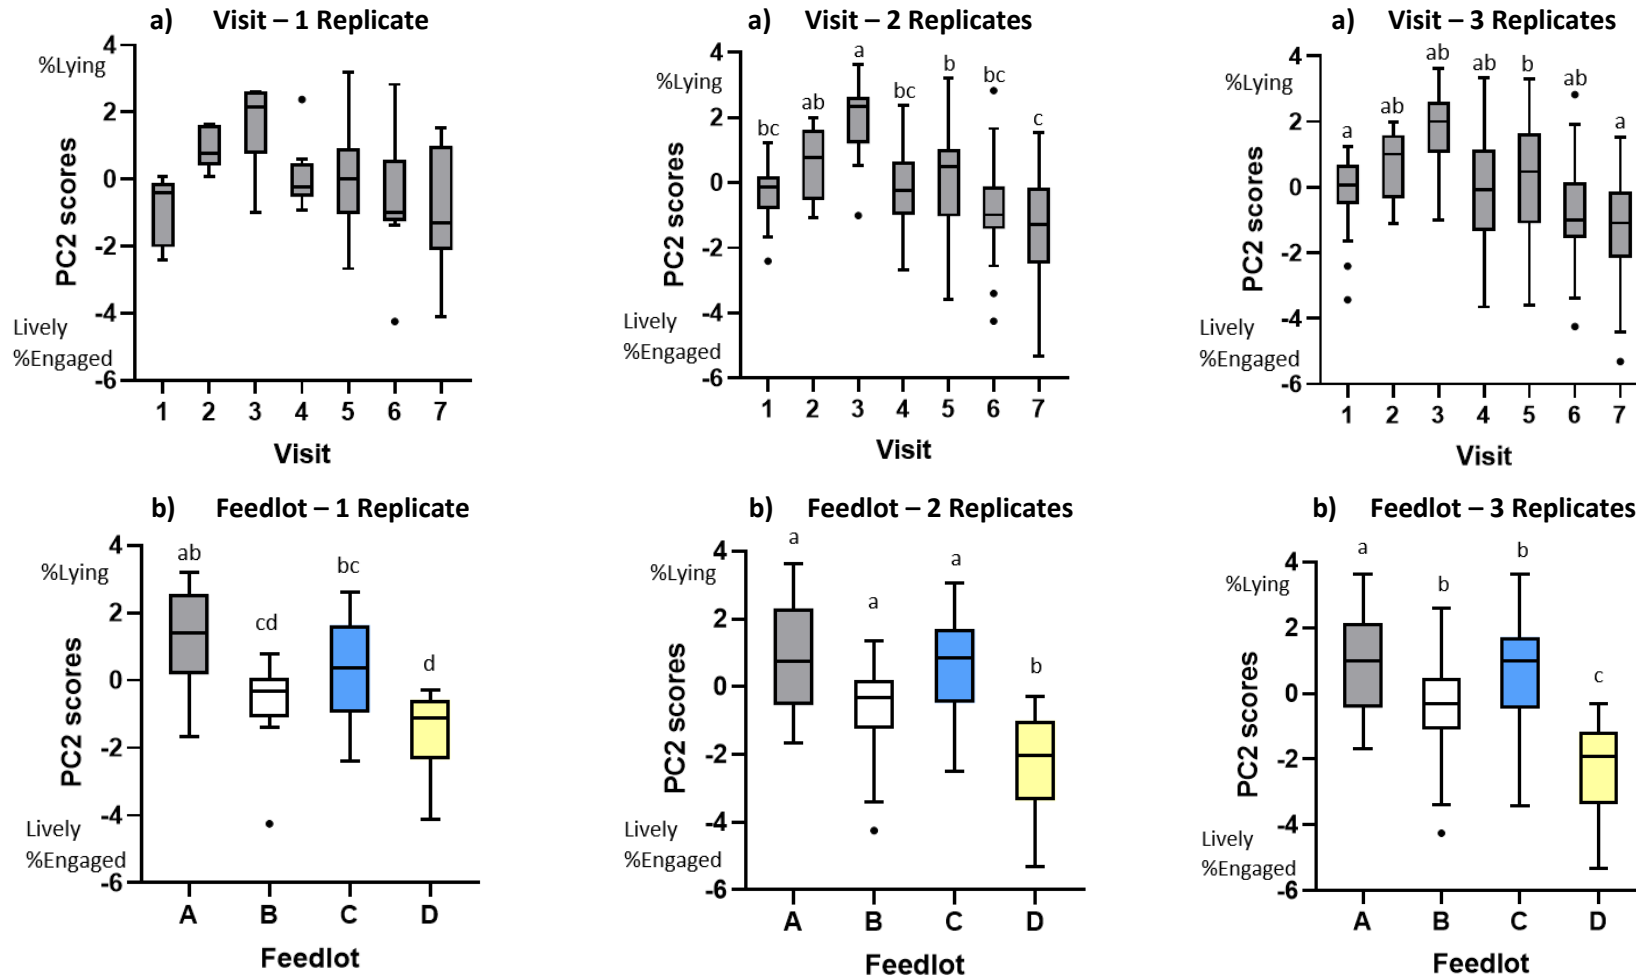 a) Visit – 1 Replicate
4
%Lying
2
0
-2
-4
-6
PC2 scores
Lively
%Engaged
1 2 3 4 5 6 7
Visit
a) Visit – 2 Replicates
4
%Lying
2
0
-2
-4
-6
PC2 scores
Lively
%Engaged
bc ab a bc b bc c
1 2 3 4 5 6 7
Visit
a) Visit – 3 Replicates
4
%Lying
2
0
-2
-4
-6
PC2 scores
Lively
%Engaged
a ab ab ab b ab a
1 2 3 4 5 6 7
Visit
b) Feedlot – 1 Replicate
4
%Lying
2
0
-2
-4
-6
PC2 scores
Lively
%Engaged
ab cd bc d
A B C D
Feedlot
b) Feedlot – 2 Replicates
4
%Lying
2
0
-2
-4
-6
PC2 scores
Lively
%Engaged
a a a b
A B C D
Feedlot
b) Feedlot – 3 Replicates
4
%Lying
2
0
-2
-4
-6
PC2 scores
Lively
%Engaged
a b b c
A B C D
Feedlot